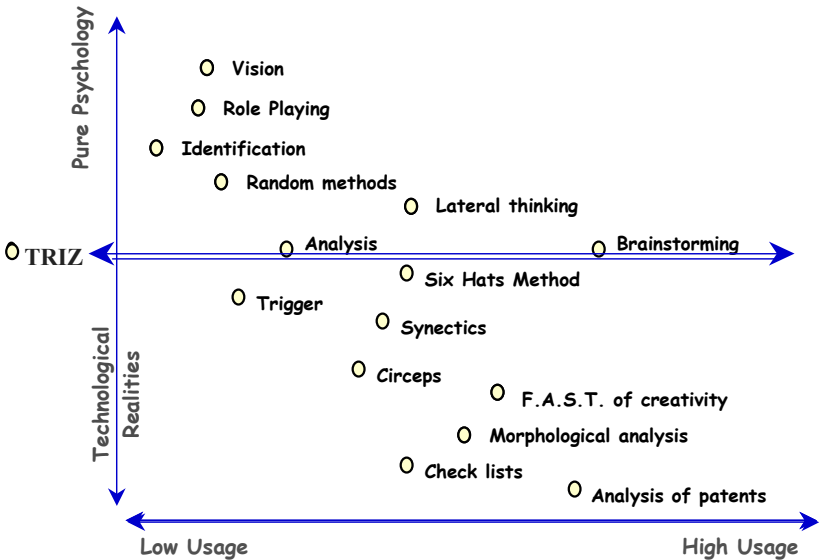 Pure Psychology
Vision
Role Playing
Identification
Random methods
Lateral thinking
Analysis
Brainstorming
TRIZ
Six Hats Method
Trigger
Synectics
Technological
Realities
Circeps
F.A.S.T. of creativity
Morphological analysis
Check lists
Analysis of patents
Low Usage
High Usage